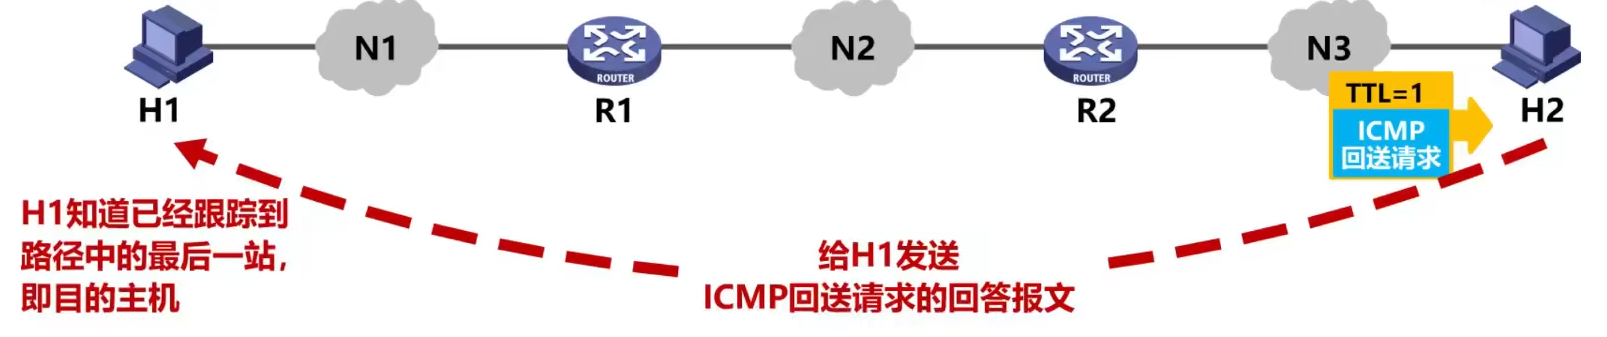 N1
N2
N3
ROUTER
ROUTER
H1
R1
R2
H2
TTL=1
ICMP
回送请求
H1知道已经跟踪到
路径中的最后一站，
即目的主机
给H1发送
ICMP回送请求的回答报文